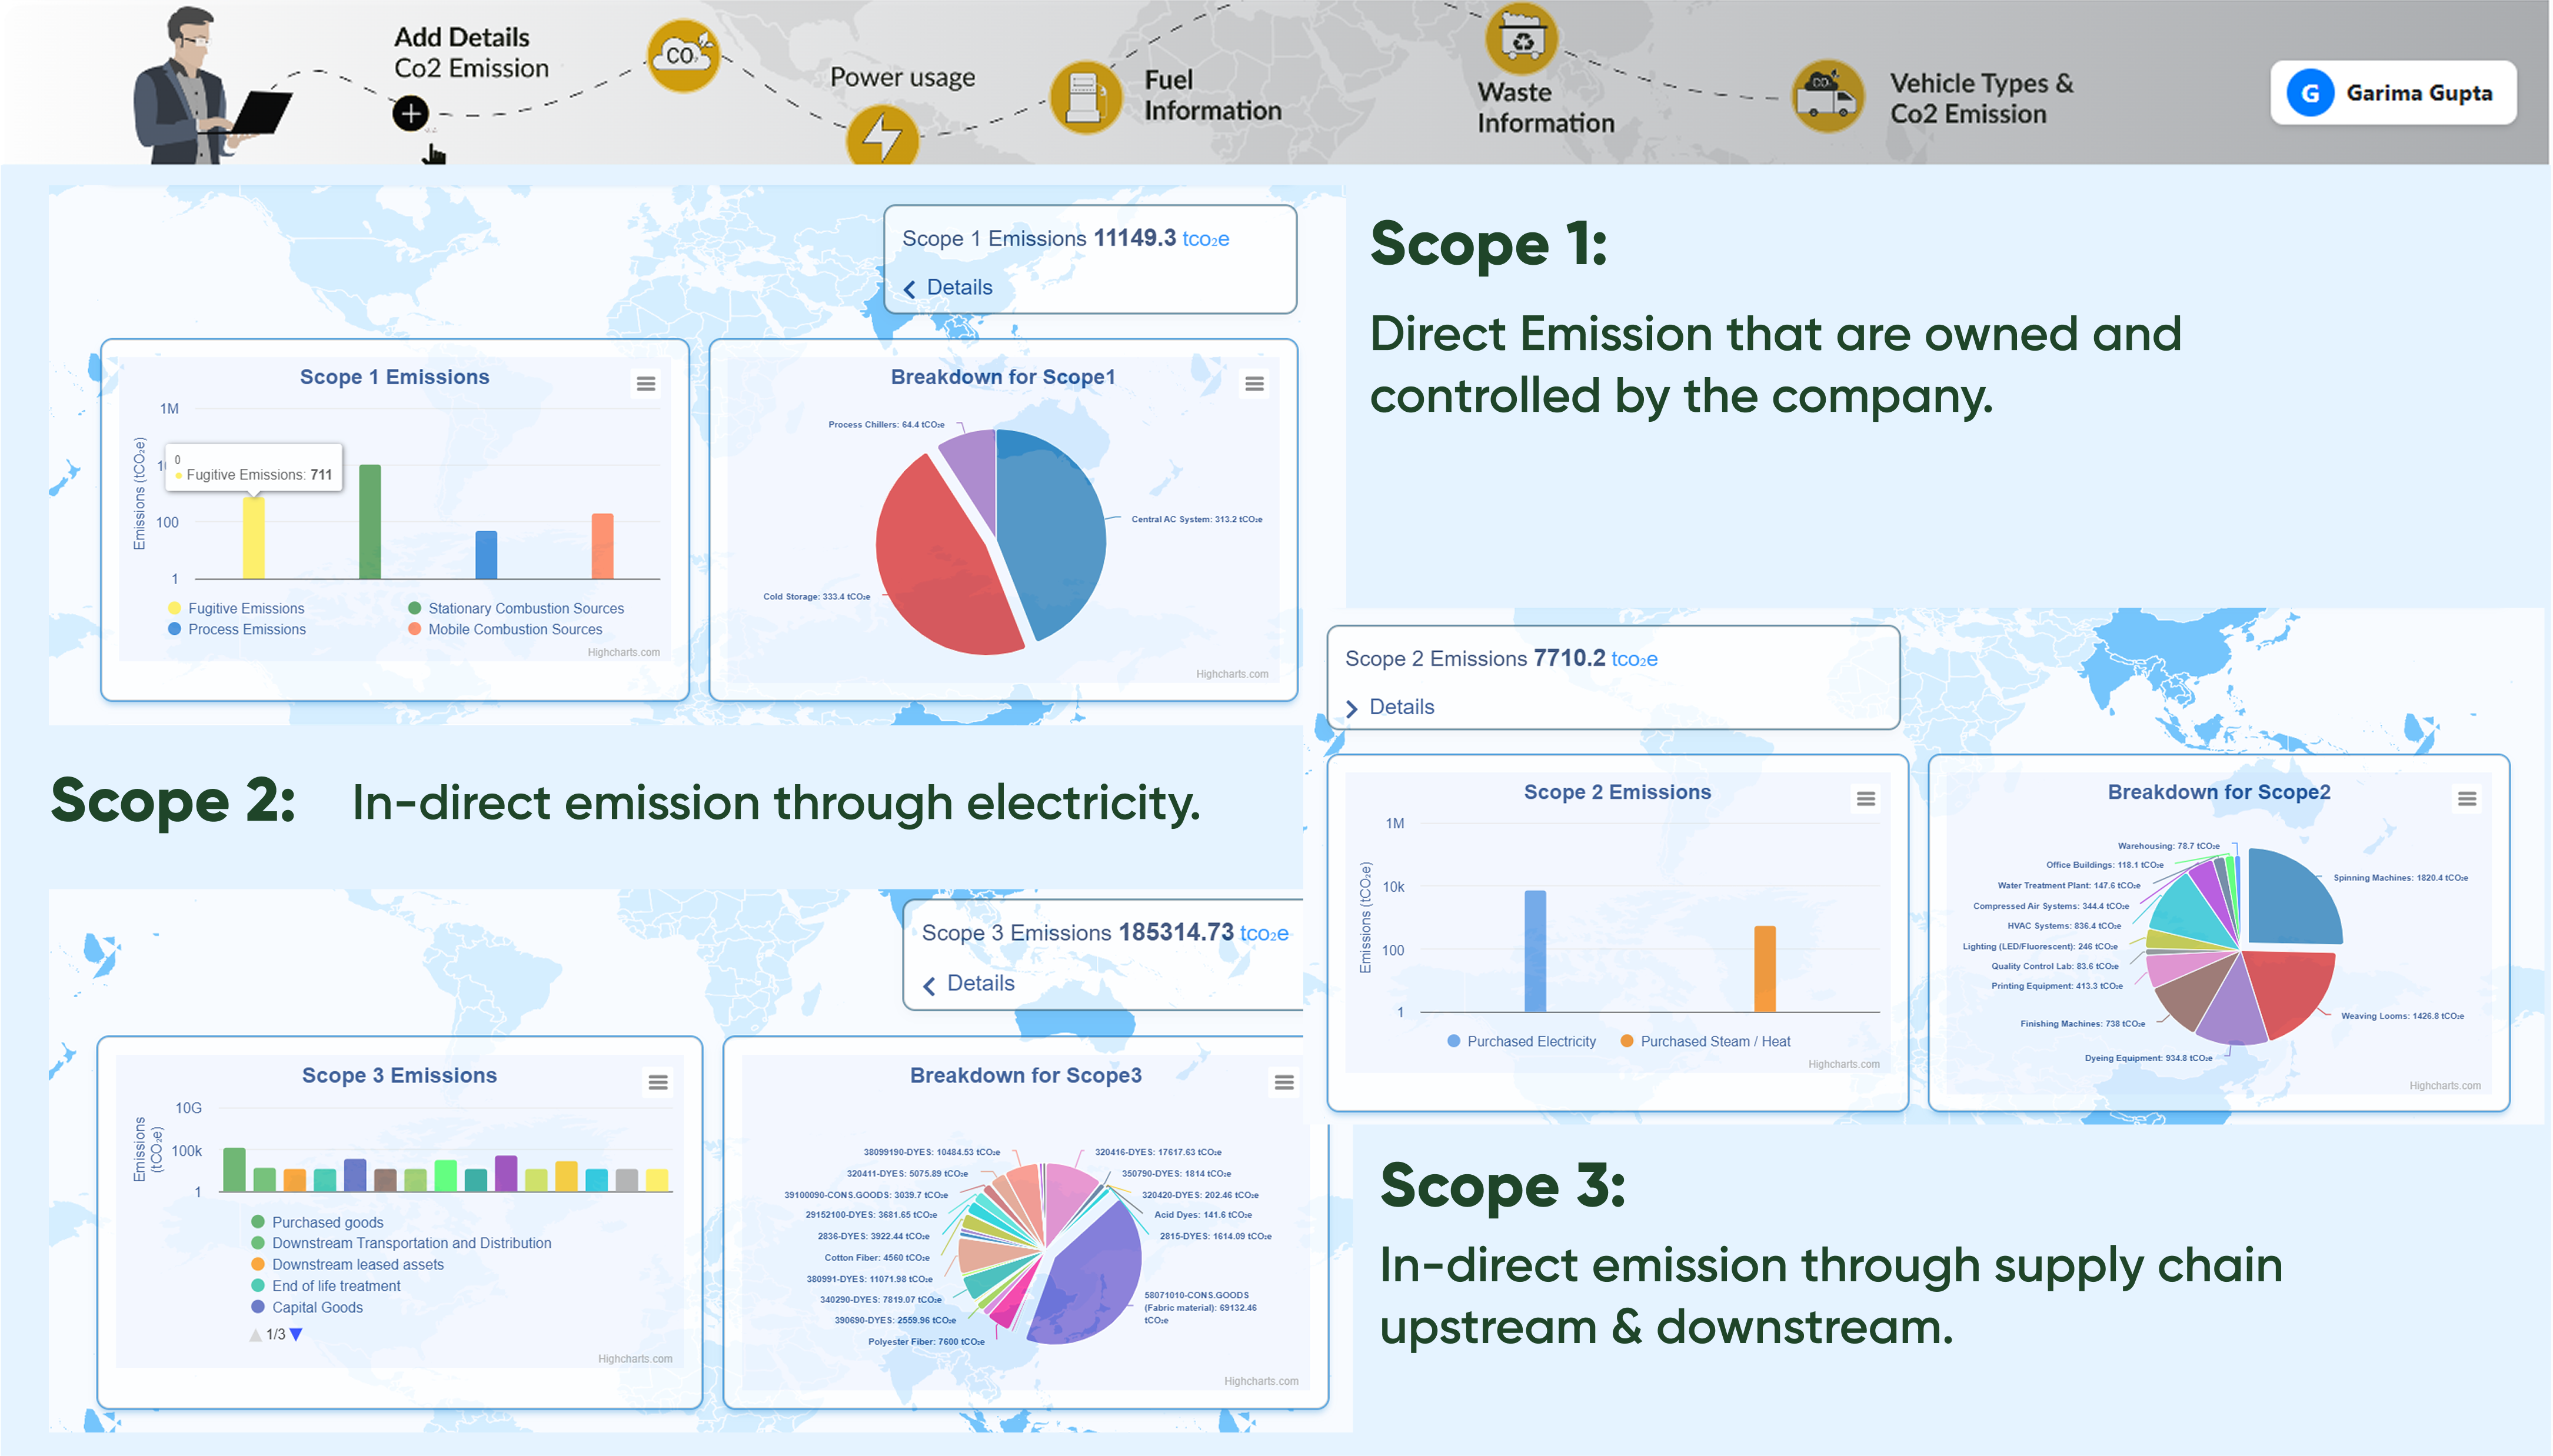 Add Details
Co2 Emission
CO₂
Power usage
Fuel
Information
Waste
Information
CO₂
Vehicle Types &
Co2 Emission
G Garima Gupta
Scope 1 Emissions 11149.3 tco₂e
Details
Scope 1 Emissions
Emissions (tCO₂e)
1M
100
1
0
Fugitive Emissions: 711
Fugitive Emissions
Stationary Combustion Sources
Process Emissions
Mobile Combustion Sources
Highcharts.com
Breakdown for Scope1
Process Chillers: 64.4 tCO₂e
Central AC System: 313.2 tCO₂e
Cold Storage: 333.4 tCO₂e
Highcharts.com
Scope 1:
Direct Emission that are owned and
controlled by the company.
Scope 2:
In-direct emission through electricity.
Scope 2 Emissions 7710.2 tco₂e
Details
Scope 2 Emissions
Emissions (tCO₂e)
1M
10k
100
1
Purchased Electricity
Purchased Steam / Heat
Highcharts.com
Breakdown for Scope2
Warehousing: 78.7 tCO₂e
Office Buildings: 118.1 tCO₂e
Water Treatment Plant: 147.6 tCO₂e
Compressed Air Systems: 344.4 tCO₂e
HVAC Systems: 836.4 tCO₂e
Lighting (LED/Fluorescent): 246 tCO₂e
Quality Control Lab: 83.6 tCO₂e
Printing Equipment: 413.3 tCO₂e
Finishing Machines: 738 tCO₂e
Dyeing Equipment: 934.8 tCO₂e
Spinning Machines: 1820.4 tCO₂e
Weaving Looms: 1426.8 tCO₂e
Highcharts.com
Scope 3 Emissions 185314.73 tco₂e
Details
Scope 3 Emissions
Emissions
(tCO₂e)
10G
100k
1
Purchased goods
Downstream Transportation and Distribution
Downstream leased assets
End of life treatment
Capital Goods
1/3
Highcharts.com
Breakdown for Scope3
38099190-DYES: 10484.53 tCO₂e
320411-DYES: 5075.89 tCO₂e
39100090-CONS.GOODS: 3039.7 tCO₂e
29152100-DYES: 3681.65 tCO₂e
2836-DYES: 3922.44 tCO₂e
Cotton Fiber: 4560 tCO₂e
380991-DYES: 11071.98 tCO₂e
340290-DYES: 7819.07 tCO₂e
390690-DYES: 2559.96 tCO₂e
Polyester Fiber: 7600 tCO₂e
320416-DYES: 17617.63 tCO₂e
350790-DYES: 1814 tCO₂e
320420-DYES: 202.46 tCO₂e
Acid Dyes: 141.6 tCO₂e
2815-DYES: 1614.09 tCO₂e
58071010-CONS.GOODS
(Fabric material): 69132.46
tCO₂e
Highcharts.com
Scope 3:
In-direct emission through supply chain
upstream & downstream.